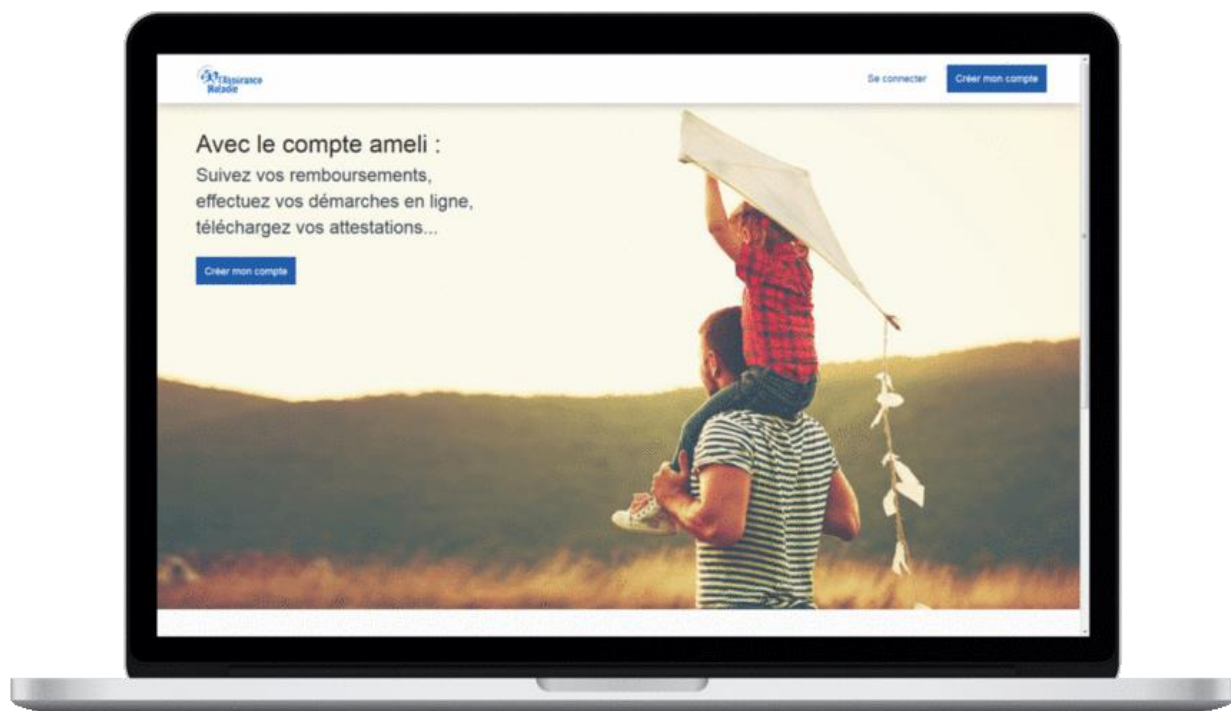 l'Assurance
Maladie
Se connecter
Créer mon compte
Avec le compte ameli :
Suivez vos remboursements,
effectuez vos démarches en ligne,
téléchargez vos attestations...
Créer mon compte